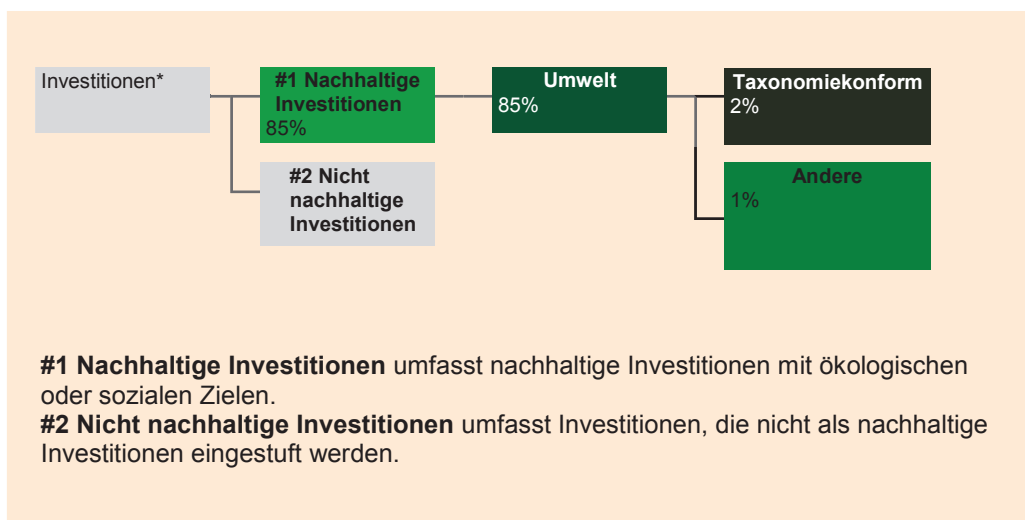 Investitionen*
#1 Nachhaltige
Investitionen
85%
Umwelt
85%
Taxonomiekonform
2%
#2 Nicht
nachhaltige
Investitionen
Andere
1%
#1 Nachhaltige Investitionen umfasst nachhaltige Investitionen mit ökologischen
oder sozialen Zielen.
#2 Nicht nachhaltige Investitionen umfasst Investitionen, die nicht als nachhaltige
Investitionen eingestuft werden.